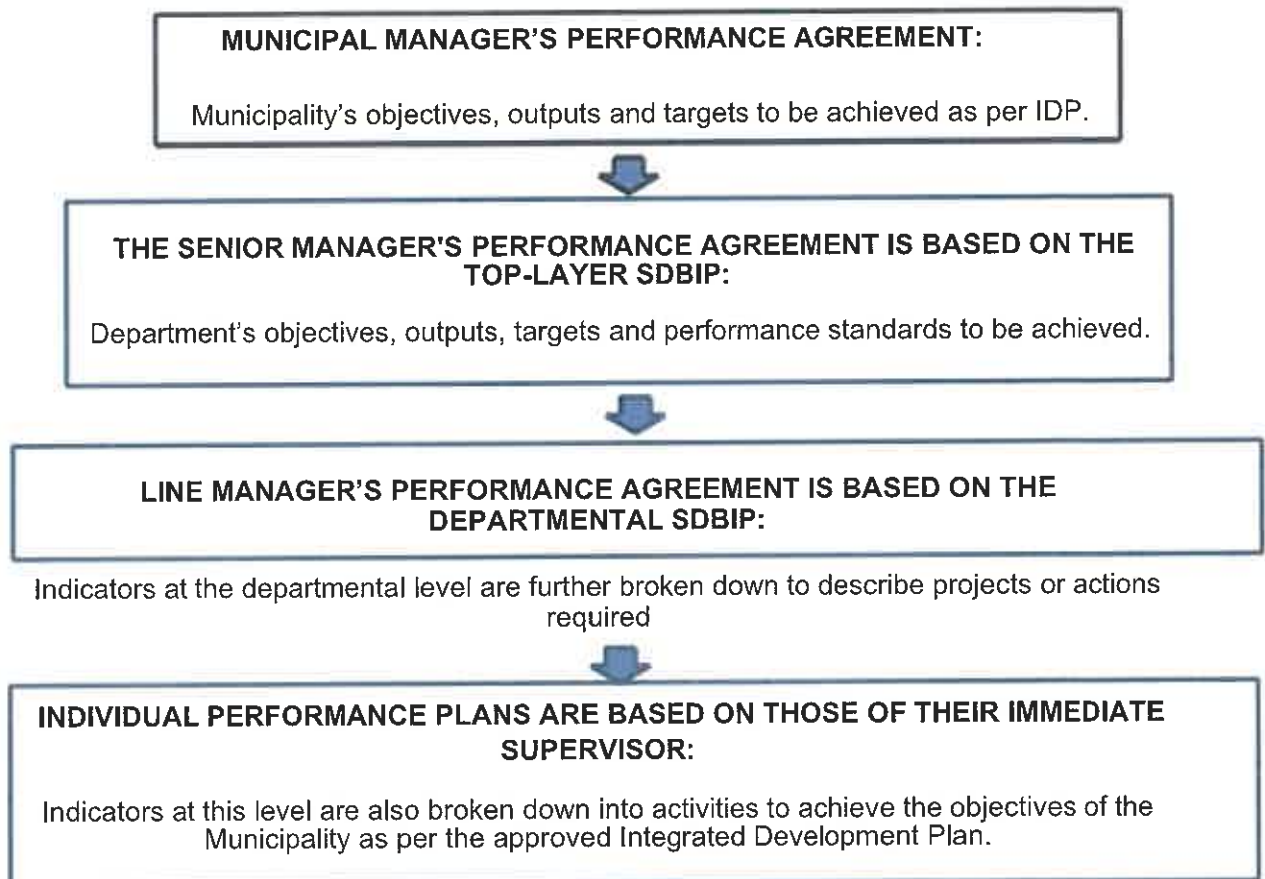 MUNICIPAL MANAGER’S PERFORMANCE AGREEMENT:
Municipality’s objectives, outputs and targets to be achieved as per IDP.
THE SENIOR MANAGER'S PERFORMANCE AGREEMENT IS BASED ON THE
TOP-LAYER SDBIP:
Department’s objectives, outputs, targets and performance standards to be achieved.
LINE MANAGER’S PERFORMANCE AGREEMENT IS BASED ON THE
DEPARTMENTAL SDBIP:
Indicators at the departmental level are further broken down to describe projects or actions
required
INDIVIDUAL PERFORMANCE PLANS ARE BASED ON THOSE OF THEIR IMMEDIATE
SUPERVISOR:
Indicators at this level are also broken down into activities to achieve the objectives of the
Municipality as per the approved Integrated Development Plan.